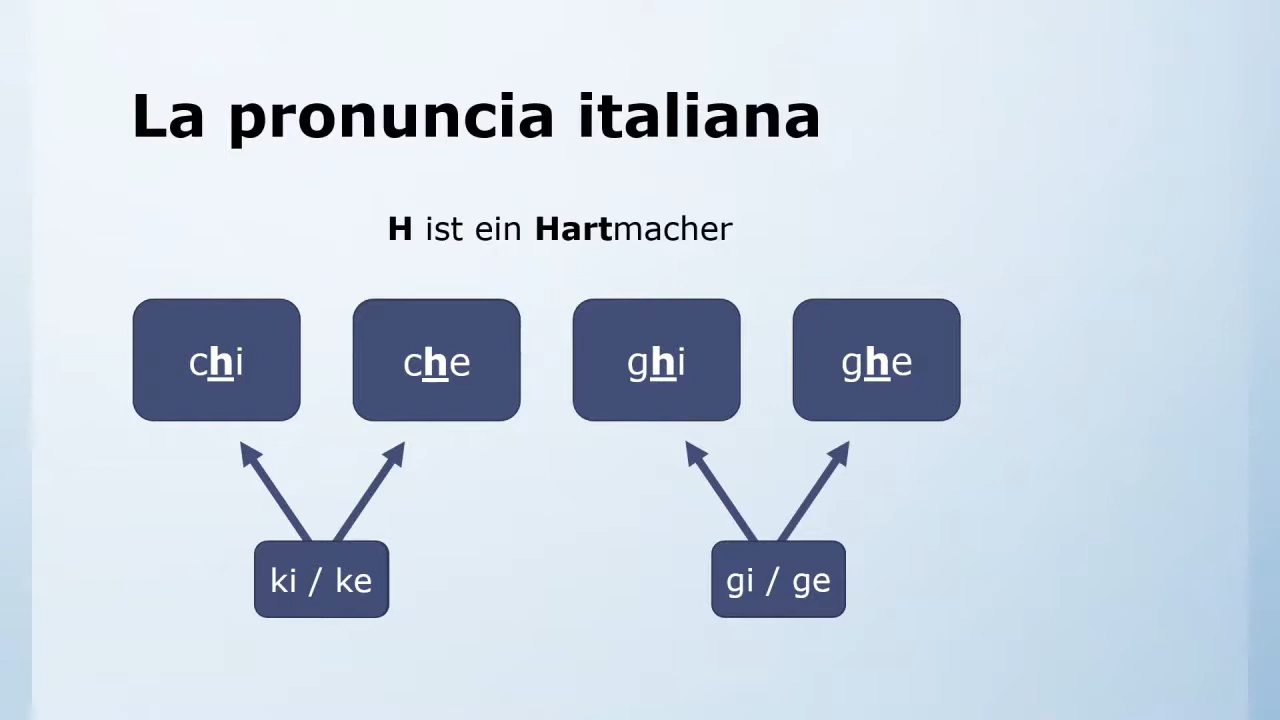 La pronuncia italiana
H ist ein Hartmacher
chi che ghi ghe
ki / ke gi / ge